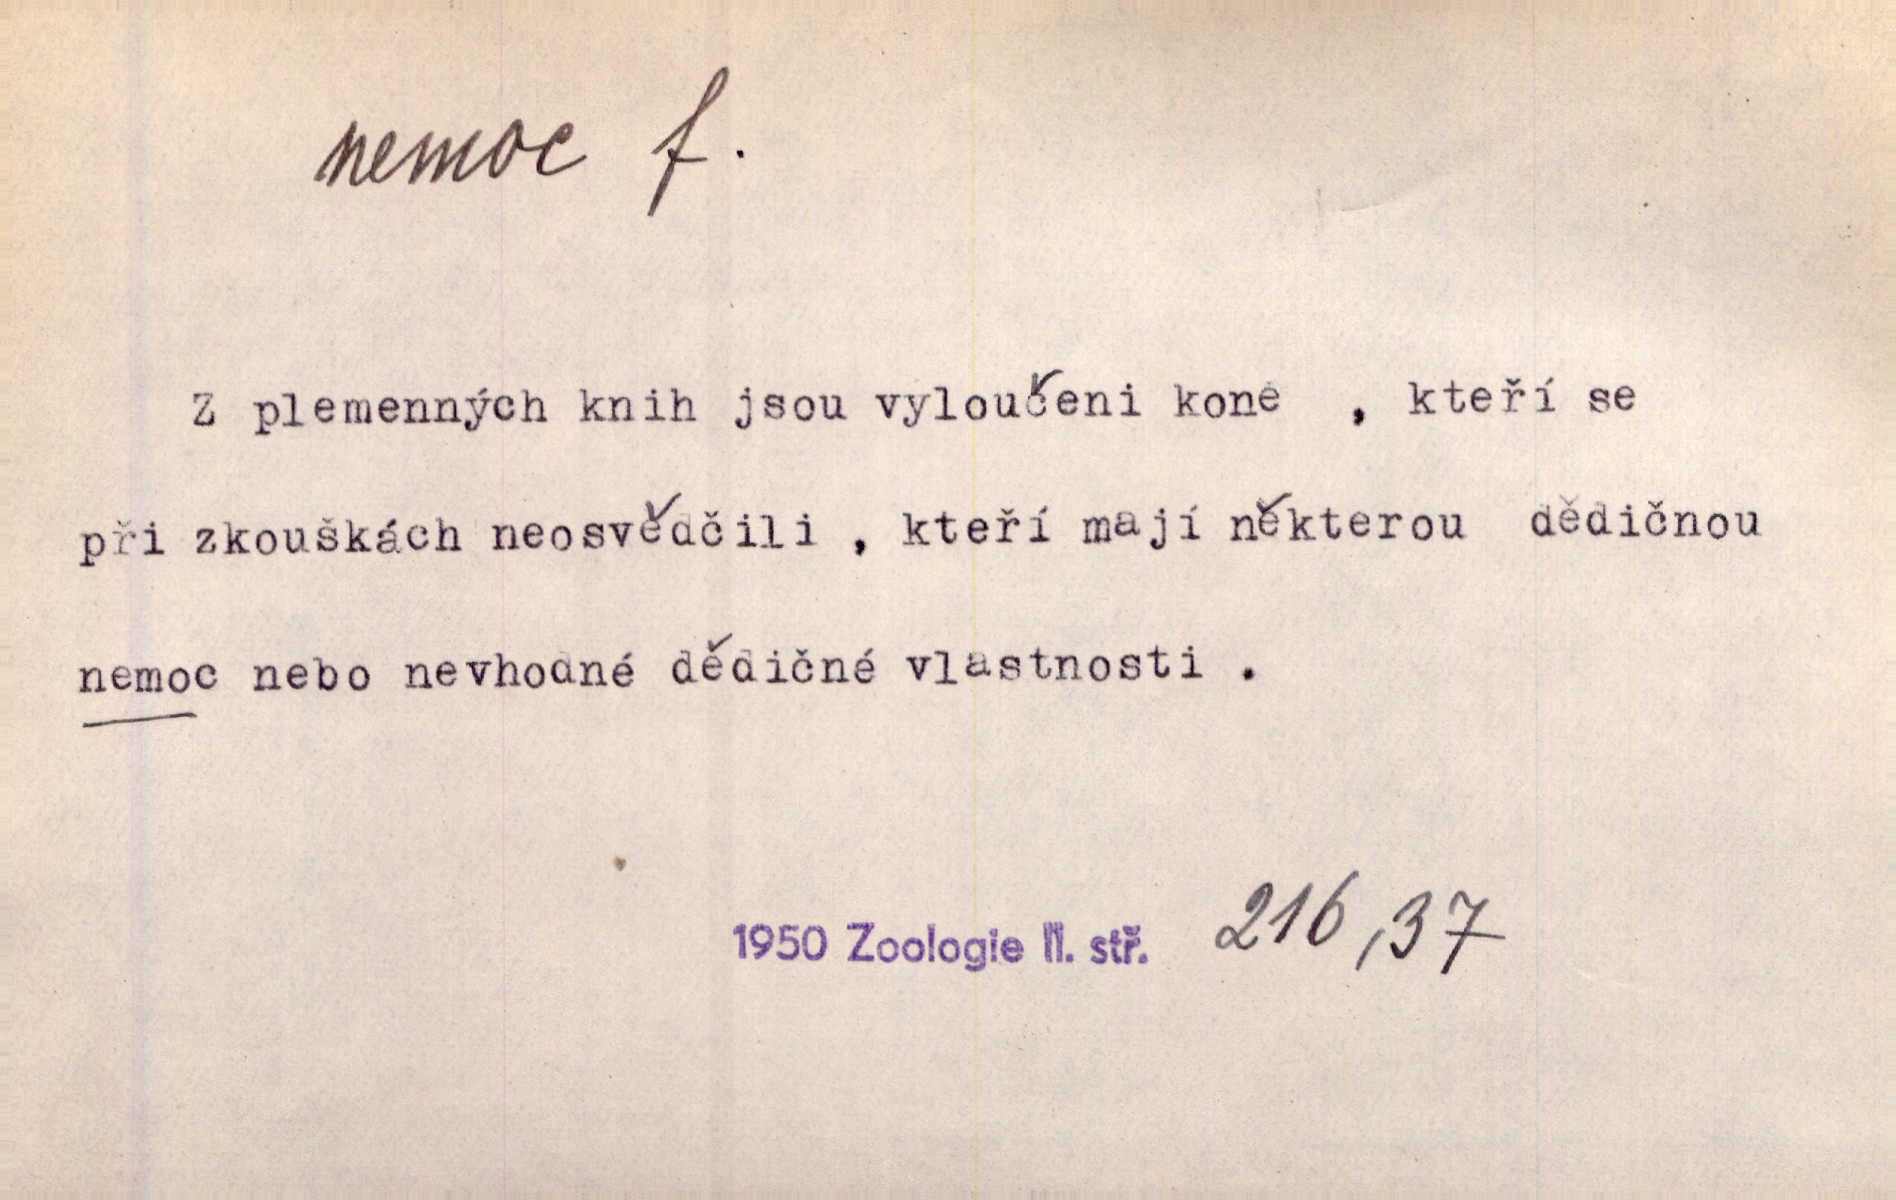 nemoc f.
Z plemenných knih jsou vyloučeni koně , kteří se
při zkouškách neosvědčili , kteří mají některou dědičnou
nemoc nebo nevhodné dědičné vlastnosti .
1950 Zoologie II. stř. 216,37